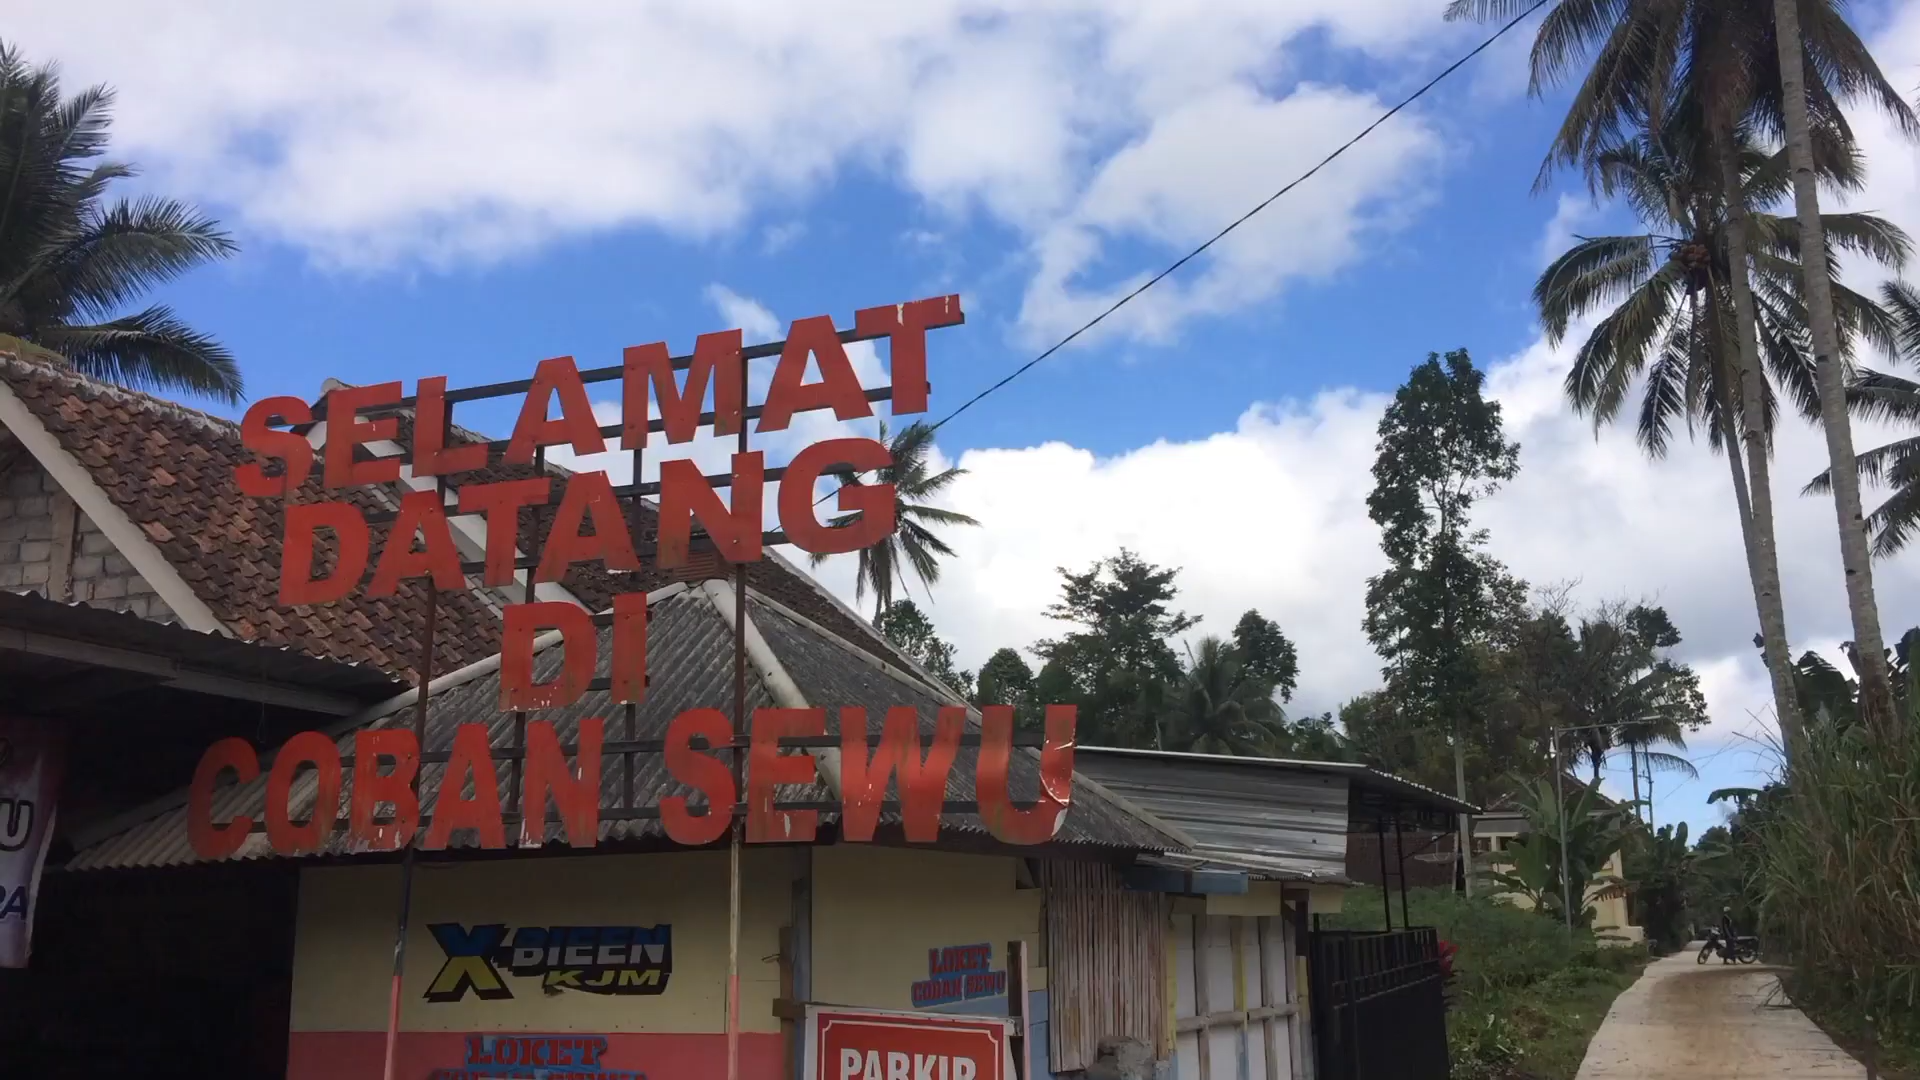 SELAMAT
DATANG
DI
COBAN SEWU
X-BIEEN
KJM
LOKET
COBAN SEWU
LOKET
PARKIR